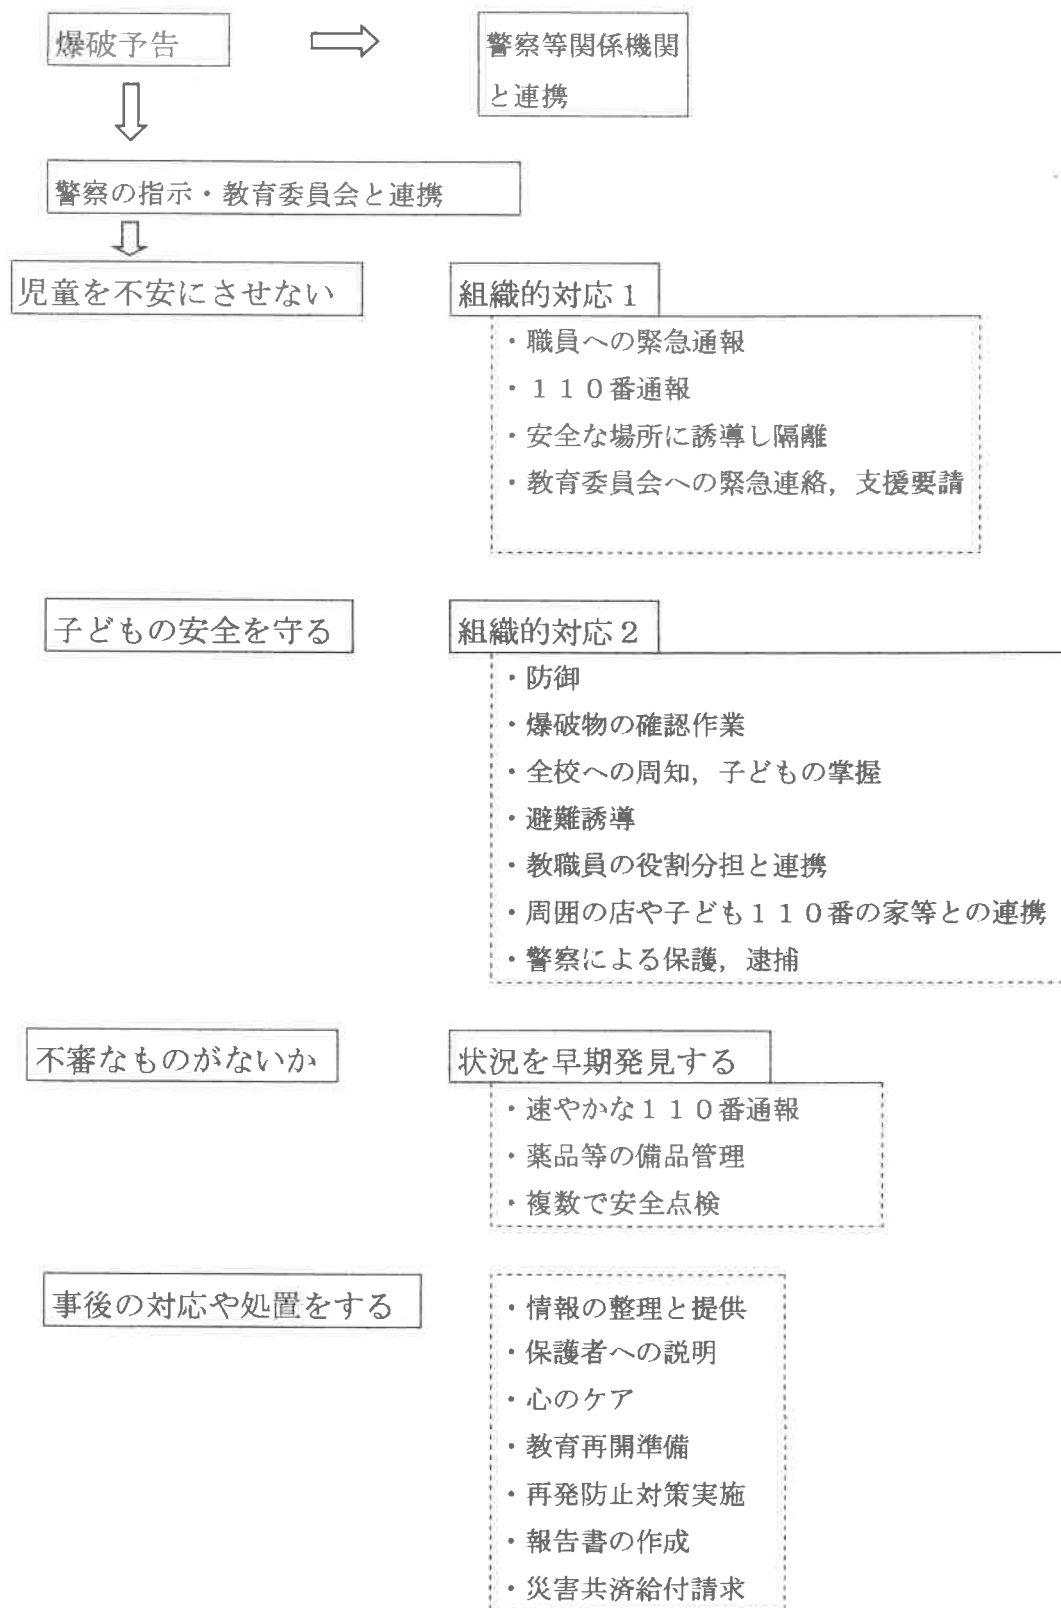 爆破予告
警察等関係機関
と連携
警察の指示・教育委員会と連携
児童を不安にさせない
組織的対応１
・職員への緊急通報
・１１０番通報
・安全な場所に誘導し隔離
・教育委員会への緊急連絡，支援要請
子どもの安全を守る
組織的対応２
・防御
・爆破物の確認作業
・全校への周知，子どもの掌握
・避難誘導
・教職員の役割分担と連携
・周囲の店や子ども１１０番の家等との連携
・警察による保護，逮捕
不審なものがないか
状況を早期発見する
・速やかな１１０番通報
・薬品等の備品管理
・複数で安全点検
事後の対応や処置をする
・情報の整理と提供
・保護者への説明
・心のケア
・教育再開準備
・再発防止対策実施
・報告書の作成
・災害共済給付請求